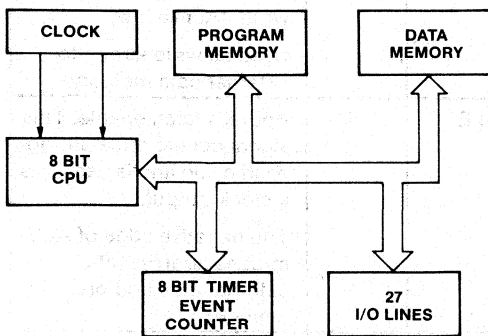 CLOCK
PROGRAM
MEMORY
DATA
MEMORY
8 BIT
CPU
8 BIT TIMER
EVENT
COUNTER
27
I/O LINES